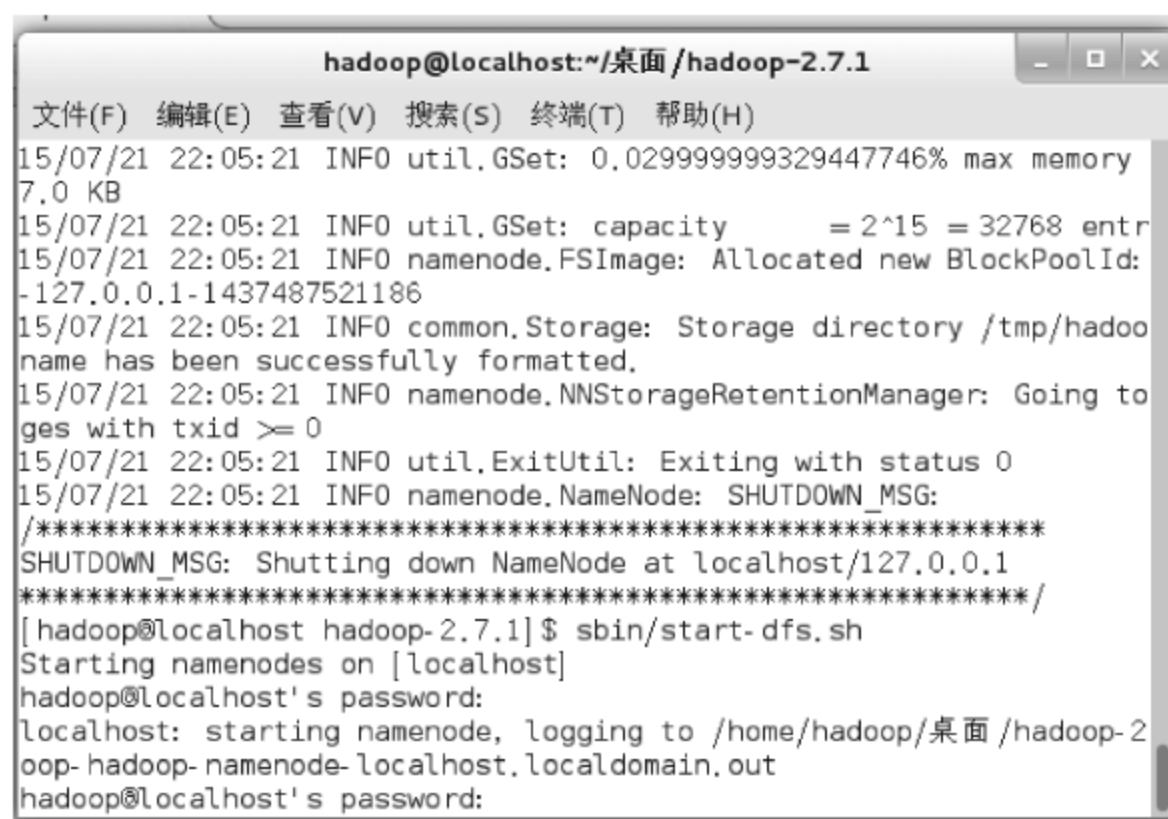 hadoop@localhost:~/桌面/hadoop-2.7.1
文件(F) 编辑(E) 查看(V) 搜索(S) 终端(T) 帮助(H)
15/07/21 22:05:21 INFO util.GSet: 0.029999999329447746% max memory
7.0 KB
15/07/21 22:05:21 INFO util.GSet: capacity      = 2^15 = 32768 entr
15/07/21 22:05:21 INFO namenode.FSImage: Allocated new BlockPoolId:
-127.0.0.1-1437487521186
15/07/21 22:05:21 INFO common.Storage: Storage directory /tmp/hadoo
name has been successfully formatted.
15/07/21 22:05:21 INFO namenode.NNStorageRetentionManager: Going to
ges with txid >= 0
15/07/21 22:05:21 INFO util.ExitUtil: Exiting with status 0
15/07/21 22:05:21 INFO namenode.NameNode: SHUTDOWN_MSG:
/************************************************************
SHUTDOWN_MSG: Shutting down NameNode at localhost/127.0.0.1
************************************************************/
[hadoop@localhost hadoop-2.7.1]$ sbin/start-dfs.sh
Starting namenodes on [localhost]
hadoop@localhost's password:
localhost: starting namenode, logging to /home/hadoop/桌面/hadoop-2
oop-hadoop-namenode-localhost.localdomain.out
hadoop@localhost's password: